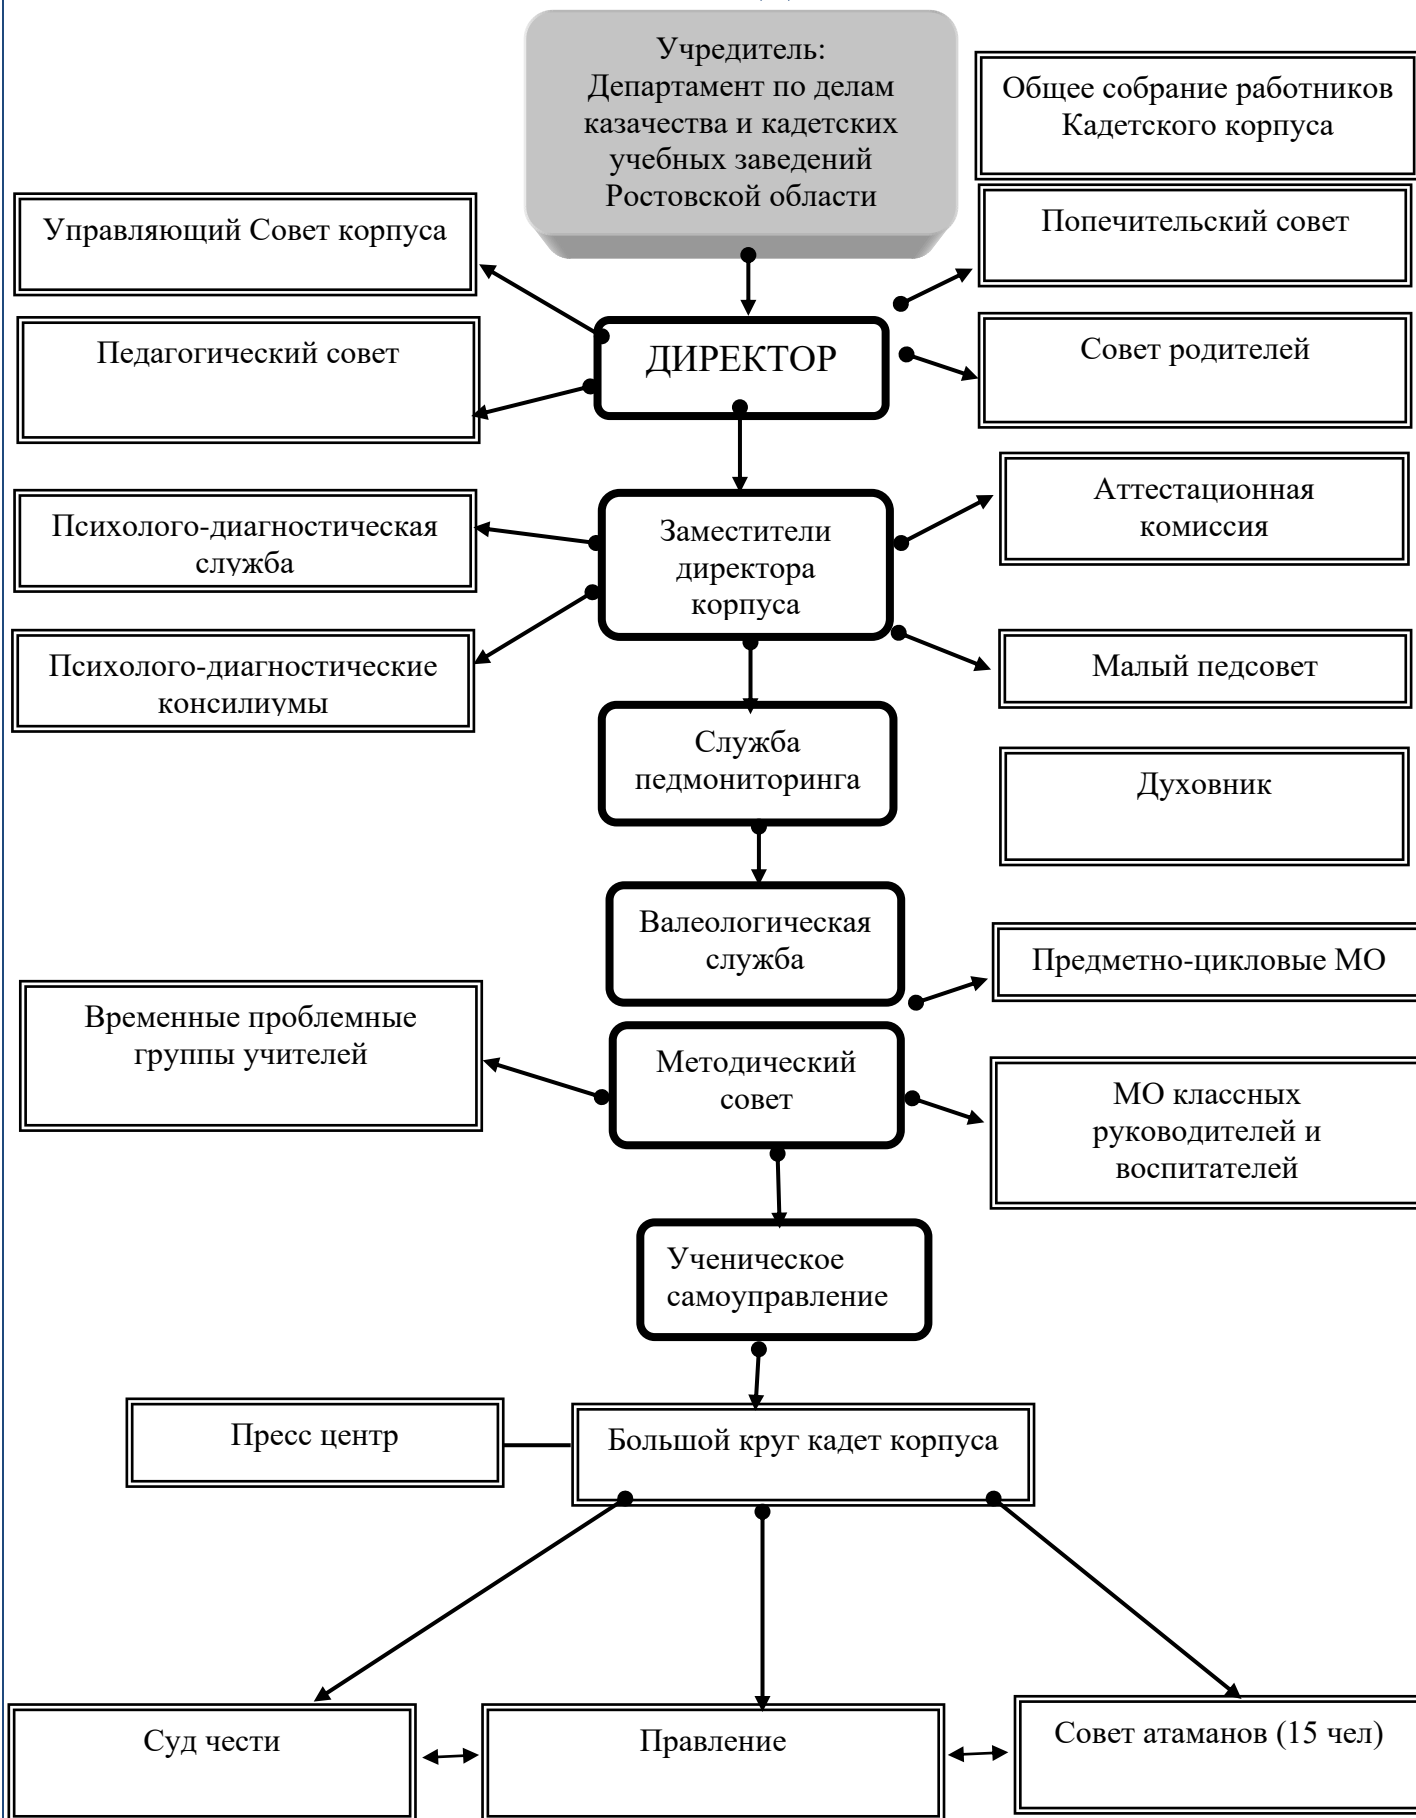 Учредитель:
Департамент по делам
казачества и кадетских
учебных заведений
Ростовской области
Общее собрание работников
Кадетского корпуса
Управляющий Совет корпуса
Попечительский совет
Педагогический совет
ДИРЕКТОР
Совет родителей
Психолого-диагностическая
служба
Заместители
директора
корпуса
Аттестационная
комиссия
Психолого-диагностические
консилиумы
Малый педсовет
Служба
педмониторинга
Духовник
Валеологическая
служба
Предметно-цикловые МО
Временные проблемные
группы учителей
Методический
совет
МО классных
руководителей и
воспитателей
Ученическое
самоуправление
Пресс центр
Большой круг кадет корпуса
Суд чести
Правление
Совет атаманов (15 чел)